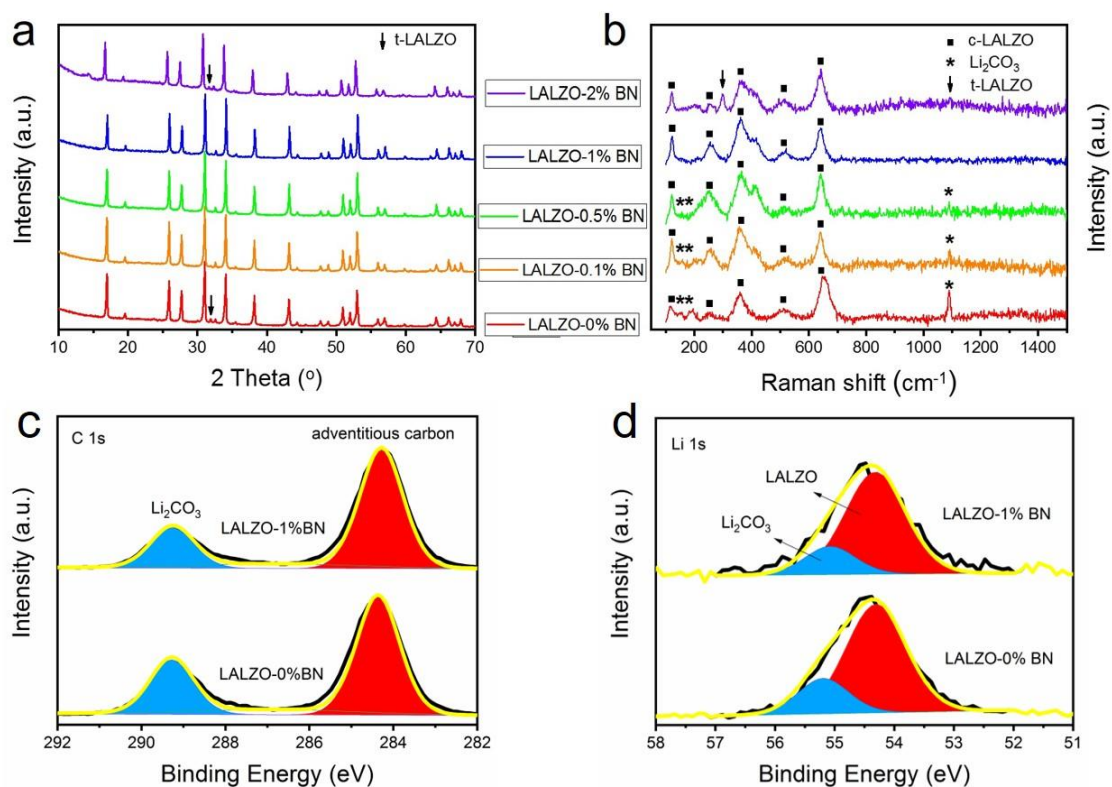 a
t-LALZO
LALZO-2% BN
LALZO-1% BN
LALZO-0.5% BN
LALZO-0.1% BN
LALZO-0% BN
Intensity (a.u.)
10 20 30 40 50 60 70
2 Theta (°)
b
c-LALZO
* Li₂CO₃
t-LALZO
**
*
**
*
**
*
Intensity (a.u.)
200 400 600 800 1000 1200 1400
Raman shift (cm⁻¹)
c
C 1s
adventitious carbon
Li₂CO₃
LALZO-1%BN
LALZO-0%BN
Intensity (a.u.)
292 290 288 286 284 282
Binding Energy (eV)
d
Li 1s
LALZO
Li₂CO₃
LALZO-1% BN
LALZO-0% BN
Intensity (a.u.)
58 57 56 55 54 53 52 51
Binding Energy (eV)